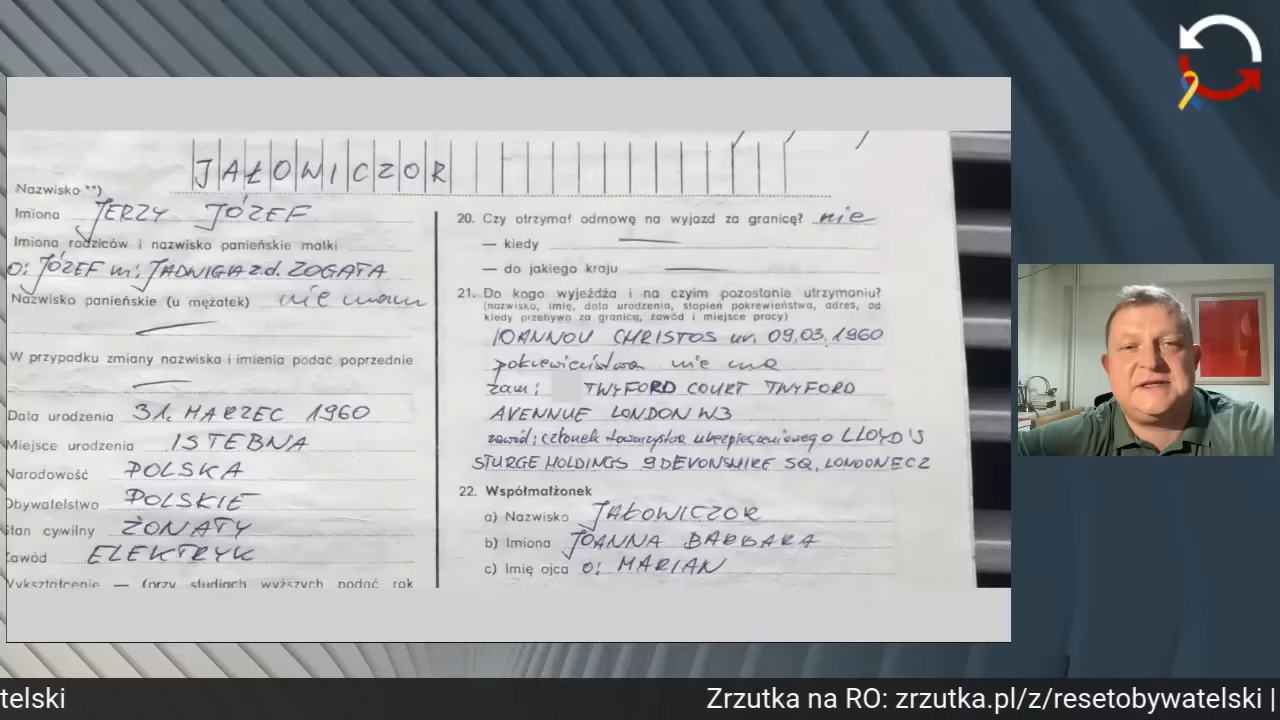 JAŁOWICZOR
Nazwisko **)
Imiona JERZY JÓZEF
Imiona rodziców i nazwisko panieńskie matki
O: JÓZEF m: JADWIGA z.d. ZOGATA
Nazwisko panieńskie (u mężatek) nie mam
W przypadku zmiany nazwiska i imienia podać poprzednie
Data urodzenia 31. MARZEC 1960
Miejsce urodzenia ISTEBNA
Narodowość POLSKA
Obywatelstwo POLSKIE
Stan cywilny ŻONATY
Zawód ELEKTRYK
Wykształcenie — (przy studiach wyższych podać rok
20. Czy otrzymał odmowę na wyjazd za granicę? nie
— kiedy
— do jakiego kraju
21. Do kogo wyjeżdża i na czyim pozostanie utrzymaniu?
(nazwisko, imię, data urodzenia, stopień pokrewieństwa, adres, od
kiedy przebywa za granicą, zawód i miejsce pracy)
IOANNOU CHRISTOS ur. 09.03.1960
pokrewieństwa nie ma
zam: TWYFORD COURT TWYFORD
AVENNUE LONDON W3
zawód: członek towarzystwa ubezpieczeniowego LLOYD'S
STURGE HOLDINGS 9 DEVONSHIRE SQ. LONDON EC2
22. Współmałżonek
a) Nazwisko JAŁOWICZOR
b) Imiona JOANNA BARBARA
c) Imię ojca O: MARIAN
telski
Zrzutka na RO: zrzutka.pl/z/resetobywatelski |